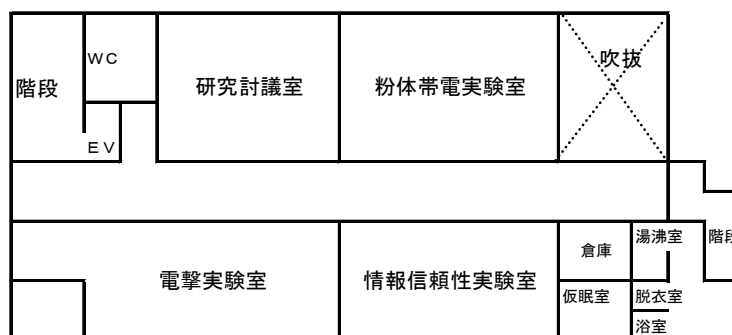 階段
WC
EV
研究討議室
粉体帯電実験室
吹抜
電撃実験室
情報信頼性実験室
倉庫
湯沸室
階段
仮眠室
脱衣室
浴室